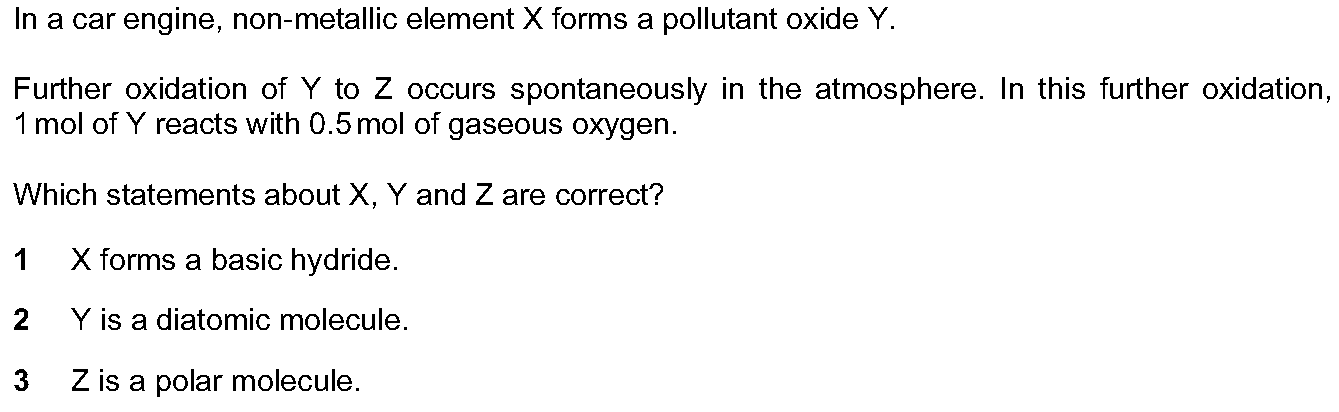 In a car engine, non-metallic element X forms a pollutant oxide Y.
Further oxidation of Y to Z occurs spontaneously in the atmosphere. In this further oxidation,
1 mol of Y reacts with 0.5 mol of gaseous oxygen.
Which statements about X, Y and Z are correct?
1 X forms a basic hydride.
2 Y is a diatomic molecule.
3 Z is a polar molecule.